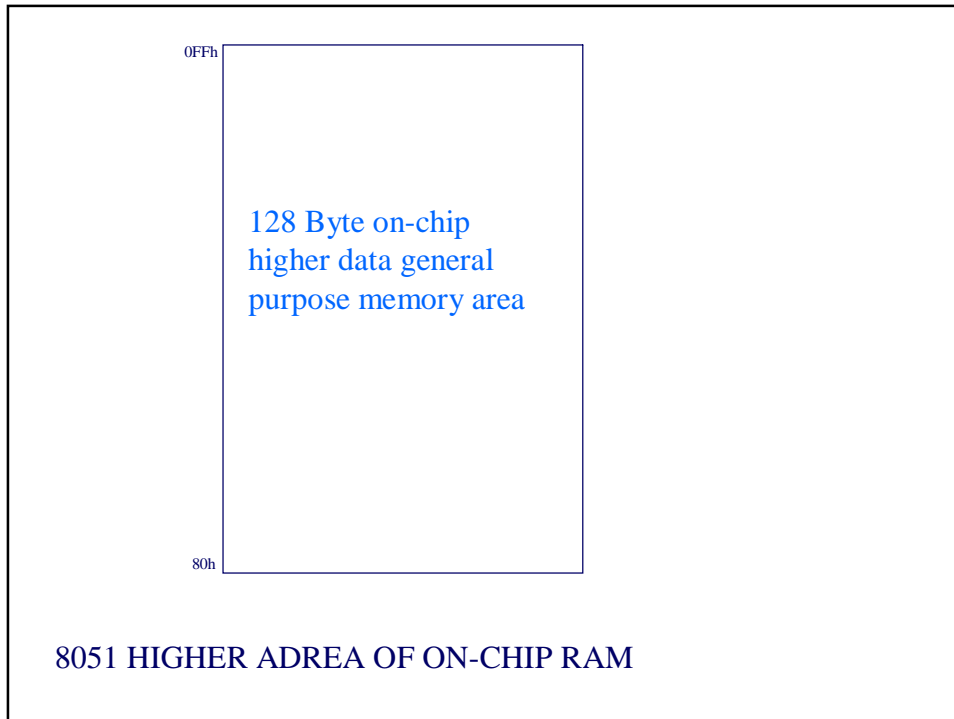 0FFh
128 Byte on-chip
higher data general
purpose memory area
80h
8051 HIGHER ADREA OF ON-CHIP RAM